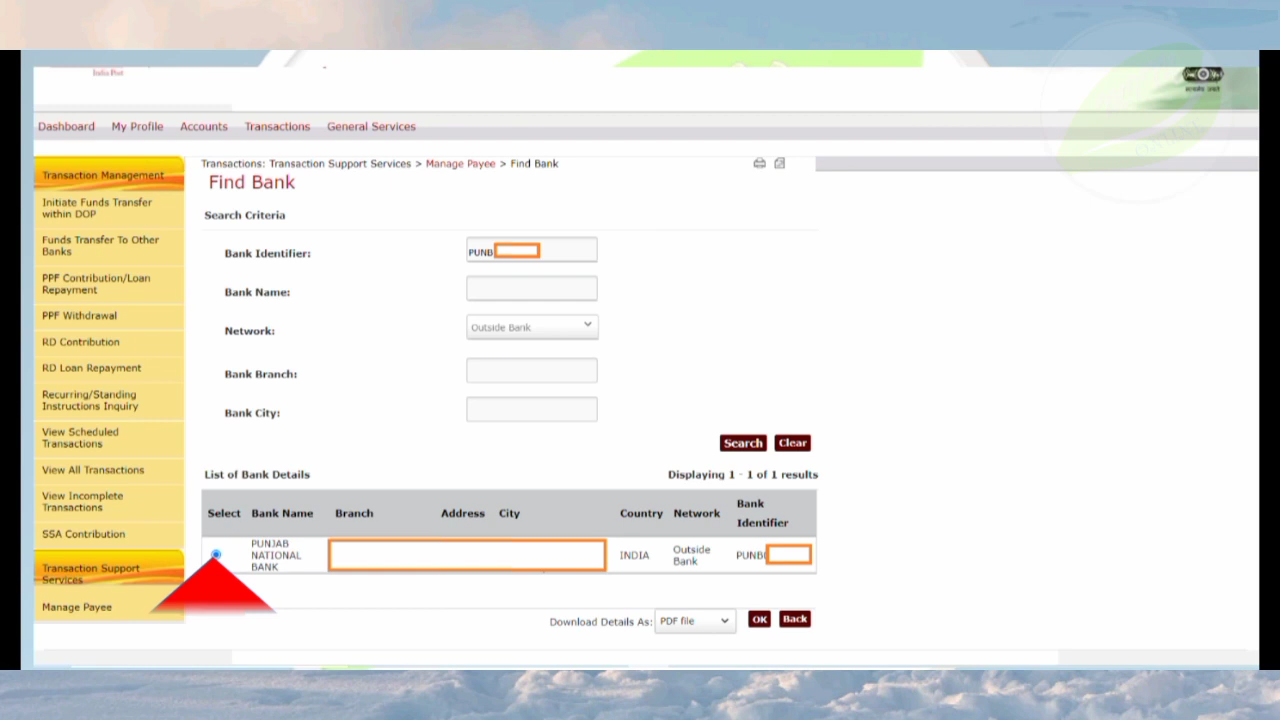 India Post
Dashboard My Profile Accounts Transactions General Services
Transaction Management
Initiate Funds Transfer
within DOP
Funds Transfer To Other
Banks
PPF Contribution/Loan
Repayment
PPF Withdrawal
RD Contribution
RD Loan Repayment
Recurring/Standing
Instructions Inquiry
View Scheduled
Transactions
View All Transactions
View Incomplete
Transactions
SSA Contribution
Transaction Support
Services
Manage Payee
Transactions: Transaction Support Services > Manage Payee > Find Bank
Find Bank
Search Criteria
Bank Identifier: PUNB
Bank Name:
Network: Outside Bank
Bank Branch:
Bank City:
Search Clear
List of Bank Details Displaying 1 - 1 of 1 results
Select Bank Name Branch Address City Country Network Bank
Identifier
PUNJAB
NATIONAL
BANK
INDIA
Outside
Bank
PUNB
Download Details As: PDF file OK Back